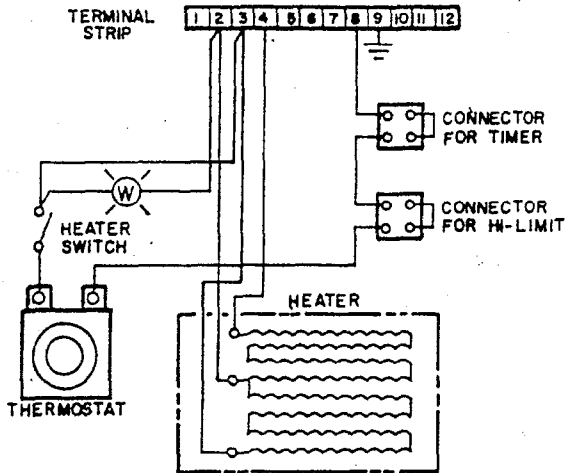 TERMINAL
STRIP
1 2 3 4 5 6 7 8 9 10 11 12
CONNECTOR
FOR TIMER
W
HEATER
SWITCH
CONNECTOR
FOR HI-LIMIT
HEATER
THERMOSTAT